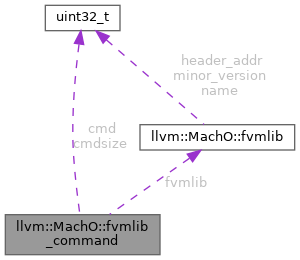 uint32_t
header_addr
minor_version
name
cmd
cmdsize
llvm::MachO::fvmlib
fvmlib
llvm::MachO::fvmlib
_command